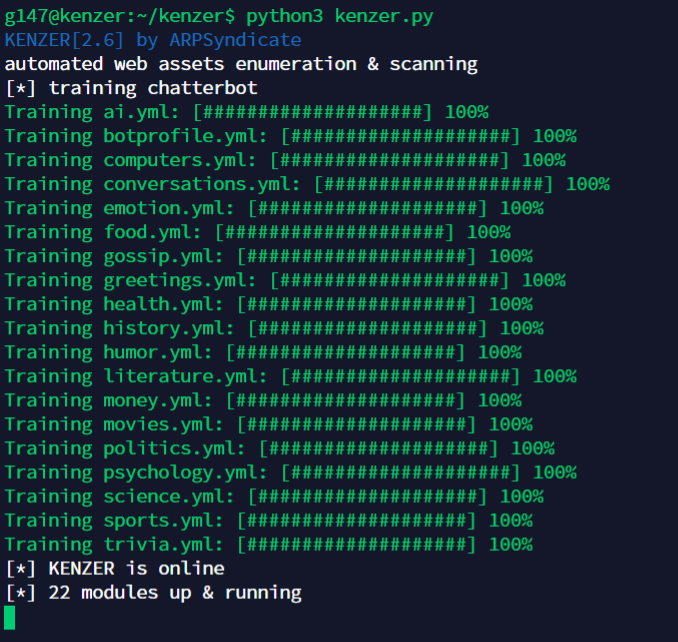 g147@kenzer:~/kenzer$ python3 kenzer.py
KENZER[2.6] by ARPSyndicate
automated web assets enumeration & scanning
[*] training chatterbot
Training ai.yml: [####################] 100%
Training botprofile.yml: [####################] 100%
Training computers.yml: [####################] 100%
Training conversations.yml: [####################] 100%
Training emotion.yml: [####################] 100%
Training food.yml: [####################] 100%
Training gossip.yml: [####################] 100%
Training greetings.yml: [####################] 100%
Training health.yml: [####################] 100%
Training history.yml: [####################] 100%
Training humor.yml: [####################] 100%
Training literature.yml: [####################] 100%
Training money.yml: [####################] 100%
Training movies.yml: [####################] 100%
Training politics.yml: [####################] 100%
Training psychology.yml: [####################] 100%
Training science.yml: [####################] 100%
Training sports.yml: [####################] 100%
Training trivia.yml: [####################] 100%
[*] KENZER is online
[*] 22 modules up & running